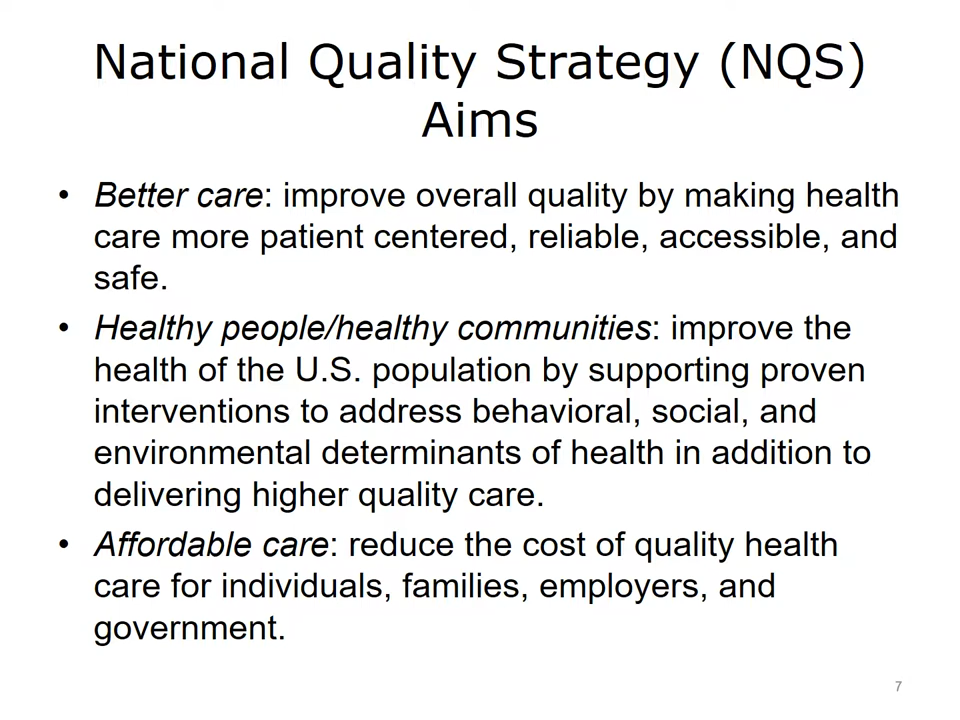 National Quality Strategy (NQS)
Aims
• Better care: improve overall quality by making health
care more patient centered, reliable, accessible, and
safe.
• Healthy people/healthy communities: improve the
health of the U.S. population by supporting proven
interventions to address behavioral, social, and
environmental determinants of health in addition to
delivering higher quality care.
• Affordable care: reduce the cost of quality health
care for individuals, families, employers, and
government.
7